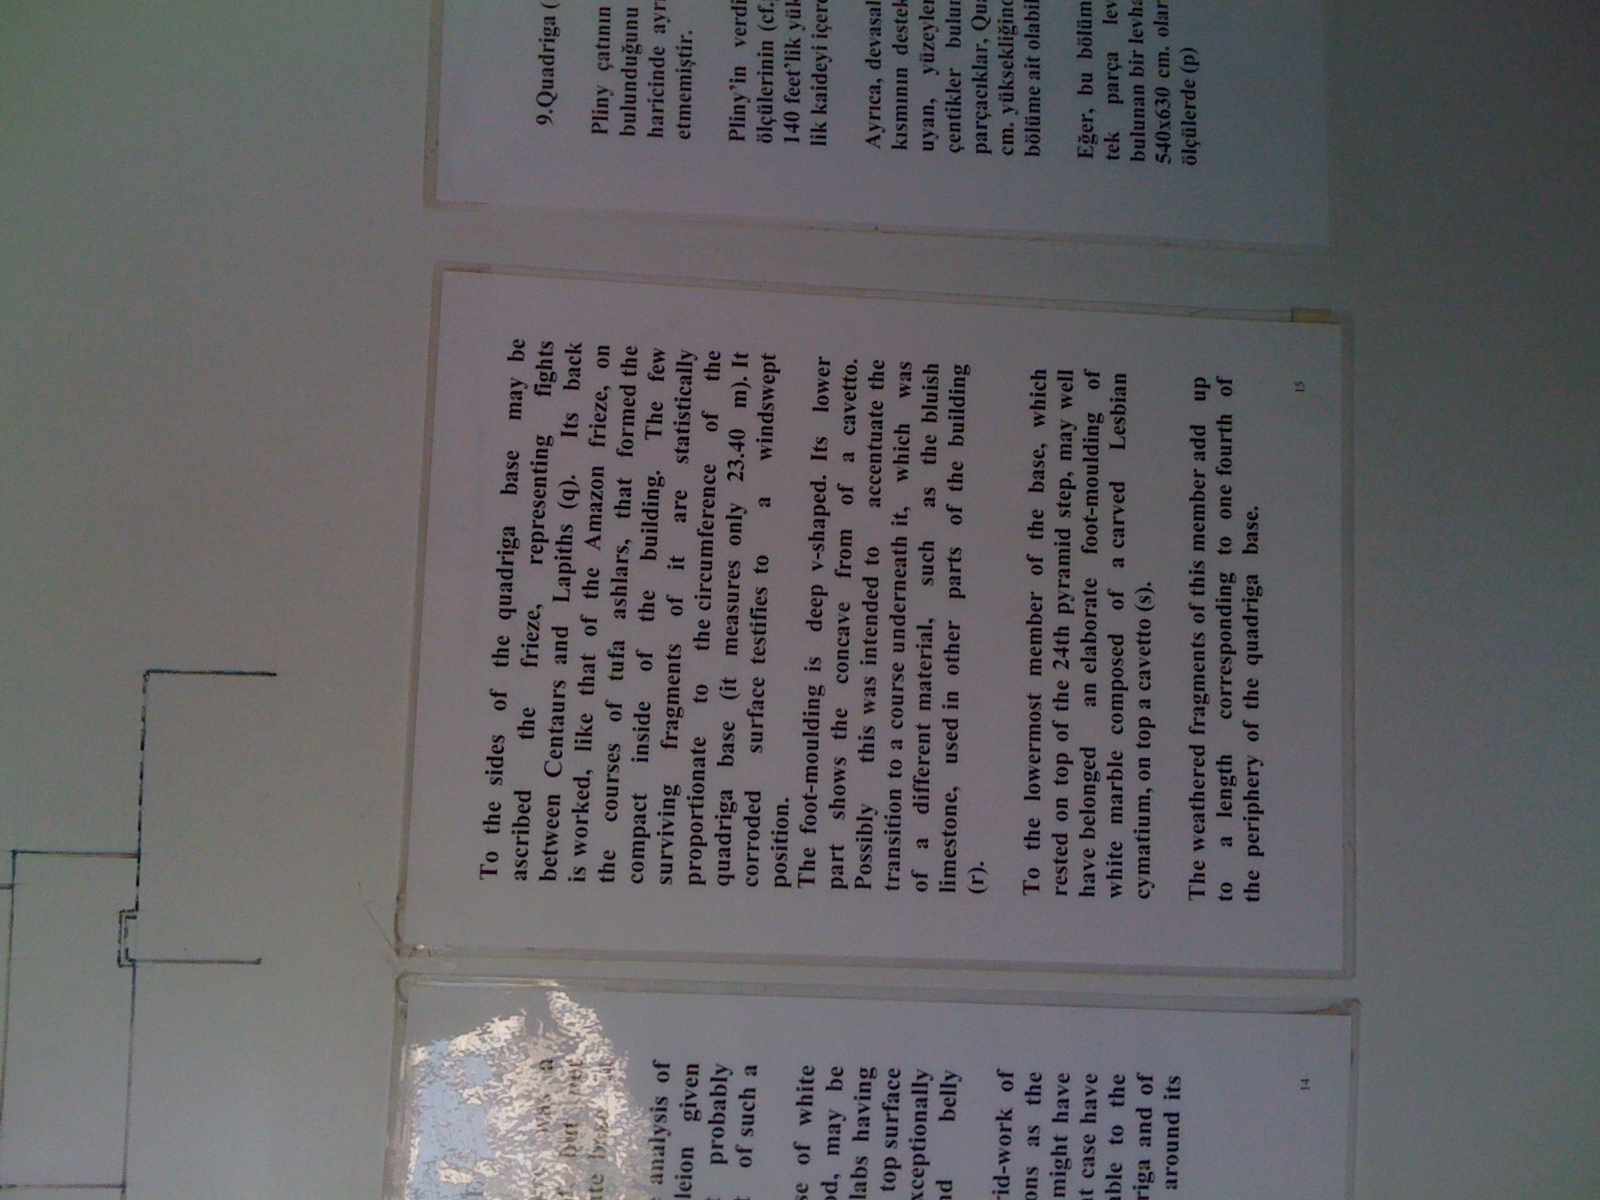 was a
but not
base
analysis of
leion given
probably
of such a
se of white
od, may be
labs having
top surface
xceptionally
nd belly
rid-work of
ons as the
might have
t case have
able to the
riga and of
around its
14
To the sides of the quadriga base may be
ascribed the frieze, representing fights
between Centaurs and Lapiths (q). Its back
is worked, like that of the Amazon frieze, on
the courses of tufa ashlars, that formed the
compact inside of the building. The few
surviving fragments of it are statistically
proportionate to the circumference of the
quadriga base (it measures only 23.40 m). It
corroded surface testifies to a windswept
position.
The foot-moulding is deep v-shaped. Its lower
part shows the concave from of a cavetto.
Possibly this was intended to accentuate the
transition to a course underneath it, which was
of a different material, such as the bluish
limestone, used in other parts of the building
(r).
To the lowermost member of the base, which
rested on top of the 24th pyramid step, may well
have belonged an elaborate foot-moulding of
white marble composed of a carved Lesbian
cymatium, on top a cavetto (s).
The weathered fragments of this member add up
to a length corresponding to one fourth of
the periphery of the quadriga base.
15
9.Quadriga (
Pliny çatının
bulunduğunu
haricinde ayrı
etmemiştir.
Pliny'in verdi
ölçülerinin (cf.
140 feet'lik yük
lik kaideyi içere
Ayrıca, devasal
kısmının destek
uyan, yüzeyler
çentikler bulun
parçacıklar, Qua
cm. yüksekliğinde
bölüme ait olabil
Eğer, bu bölüm
tek parça lev
bulunan bir levha
540x630 cm. olar
ölçülerde (p)